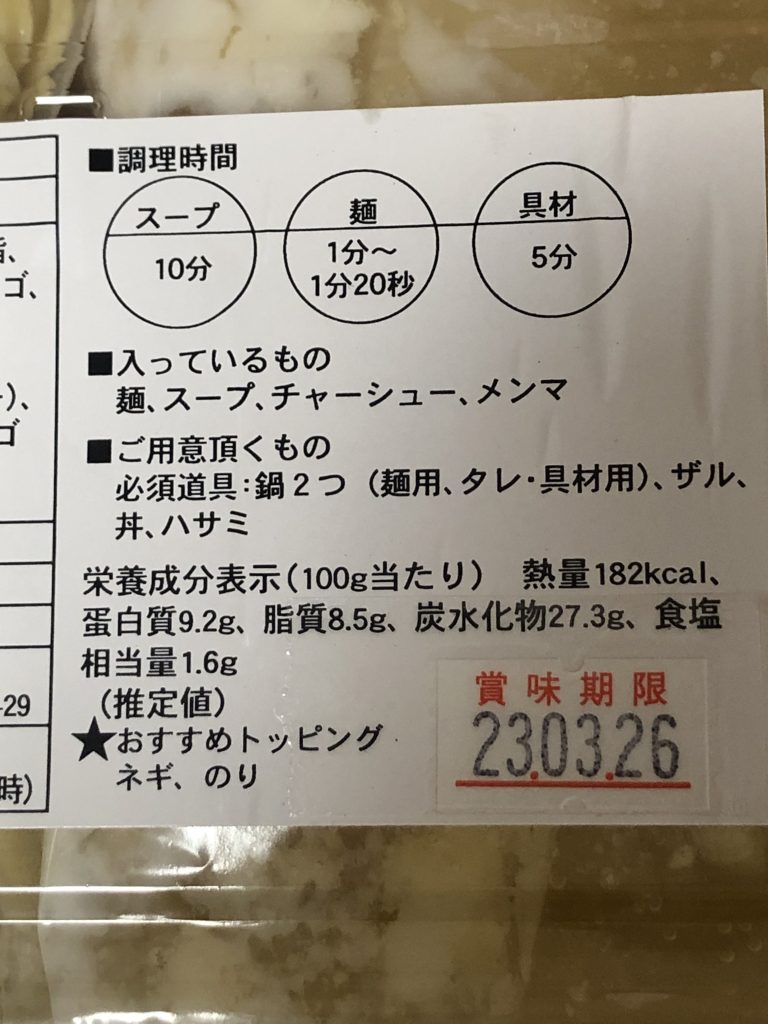 ■調理時間
スープ
10分
麺
1分〜
1分20秒
具材
5分
■入っているもの
麺、スープ、チャーシュー、メンマ
■ご用意頂くもの
必須道具:鍋2つ (麺用、タレ・具材用)、ザル、
丼、ハサミ
栄養成分表示(100g当たり) 熱量182kcal、
蛋白質9.2g、脂質8.5g、炭水化物27.3g、食塩
相当量1.6g
(推定値)
★おすすめトッピング
ネギ、のり
賞味期限
23.03.26
ゴ、
)、
ゴ
-29
時)